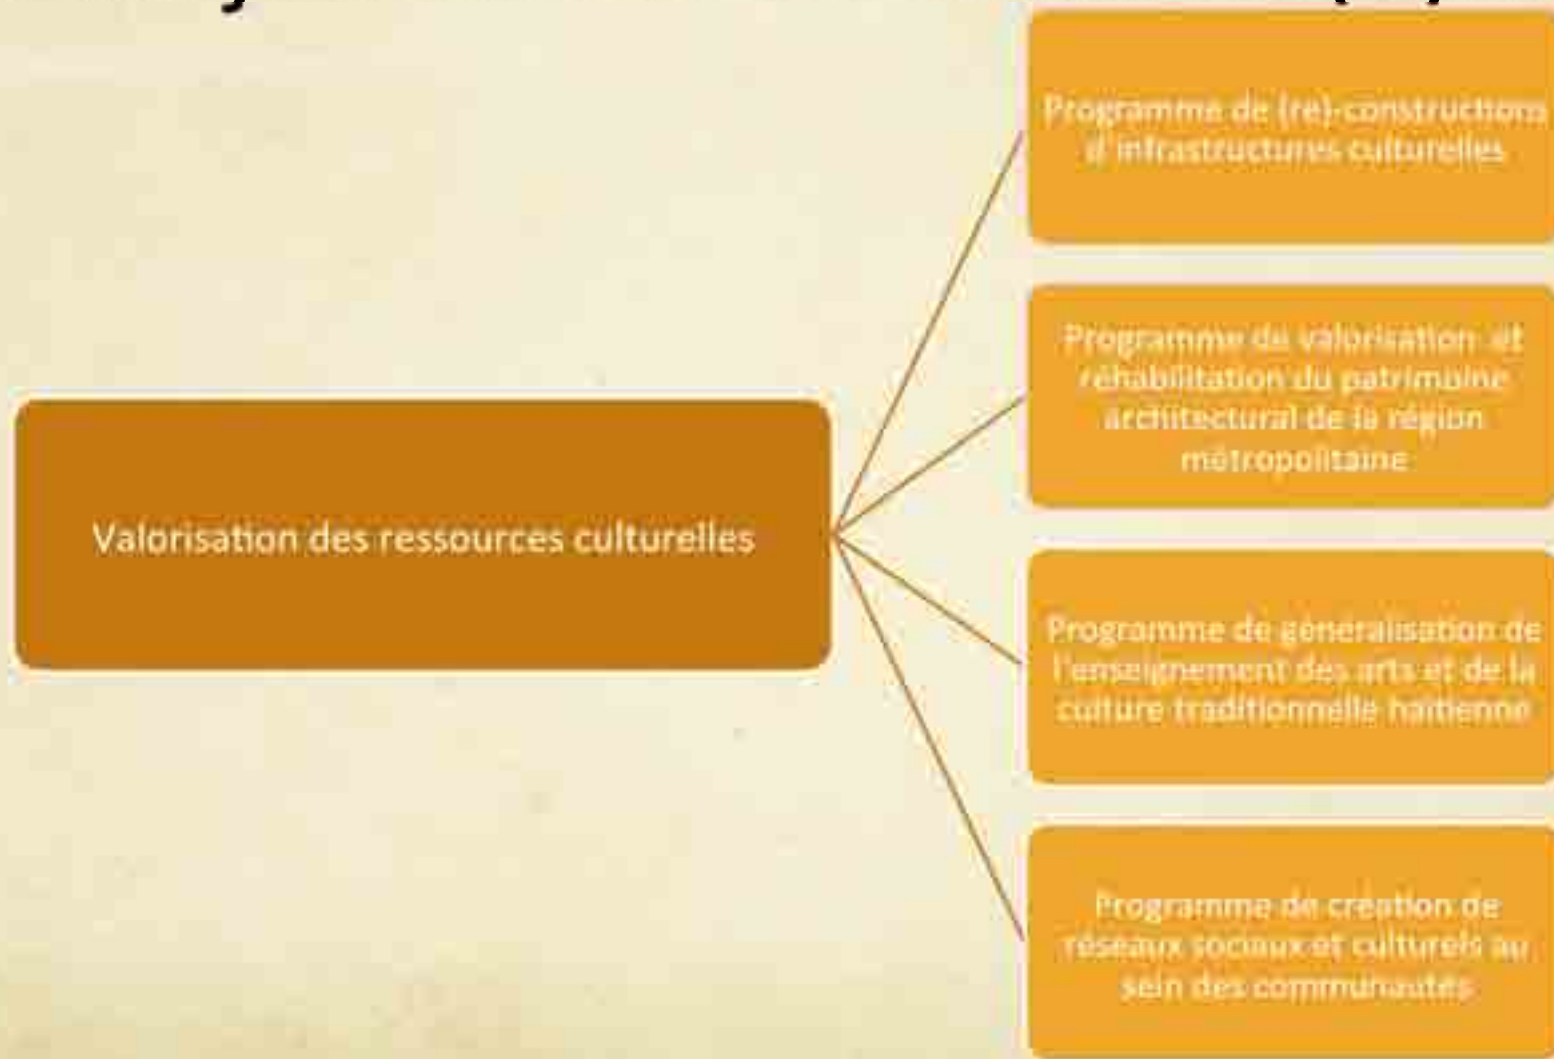 Valorisation des ressources culturelles
Programme de (re)-constructions
d'infrastructures culturelles
Programme de valorisation et
réhabilitation du patrimoine
architectural de la région
métropolitaine
Programme de généralisation de
l'enseignement des arts et de la
culture traditionnelle haïtienne
Programme de création de
réseaux sociaux et culturels au
sein des communautés